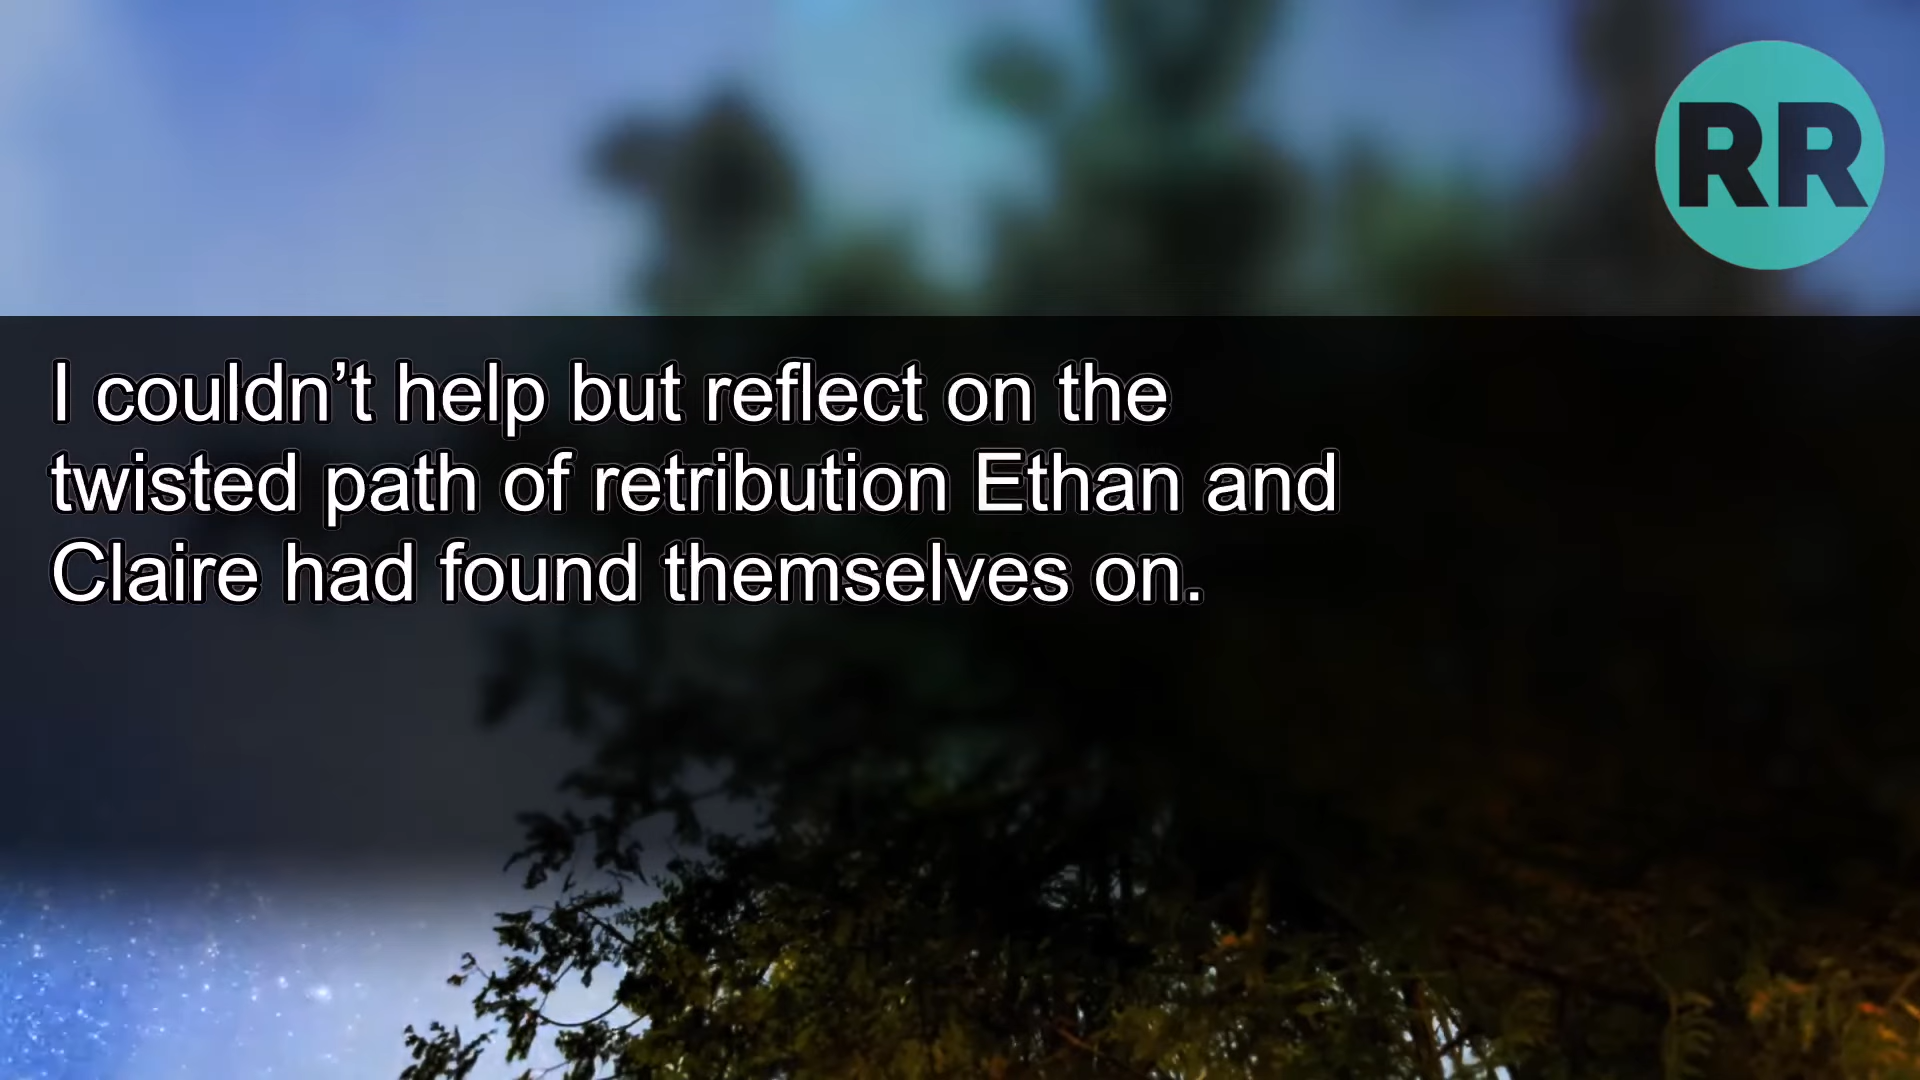 RR
I couldn’t help but reflect on the
twisted path of retribution Ethan and
Claire had found themselves on.